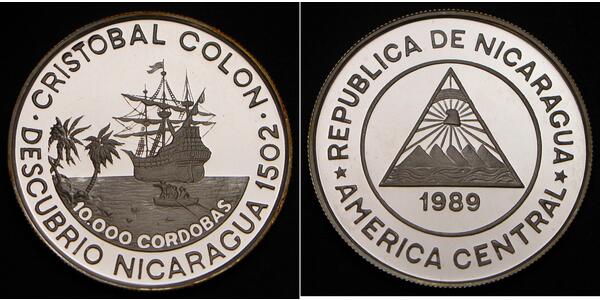 · CRISTOBAL COLON ·
DESCUBRIO NICARAGUA 1502
10.000 CORDOBAS
★ REPUBLICA DE NICARAGUA ★
1989
AMERICA CENTRAL